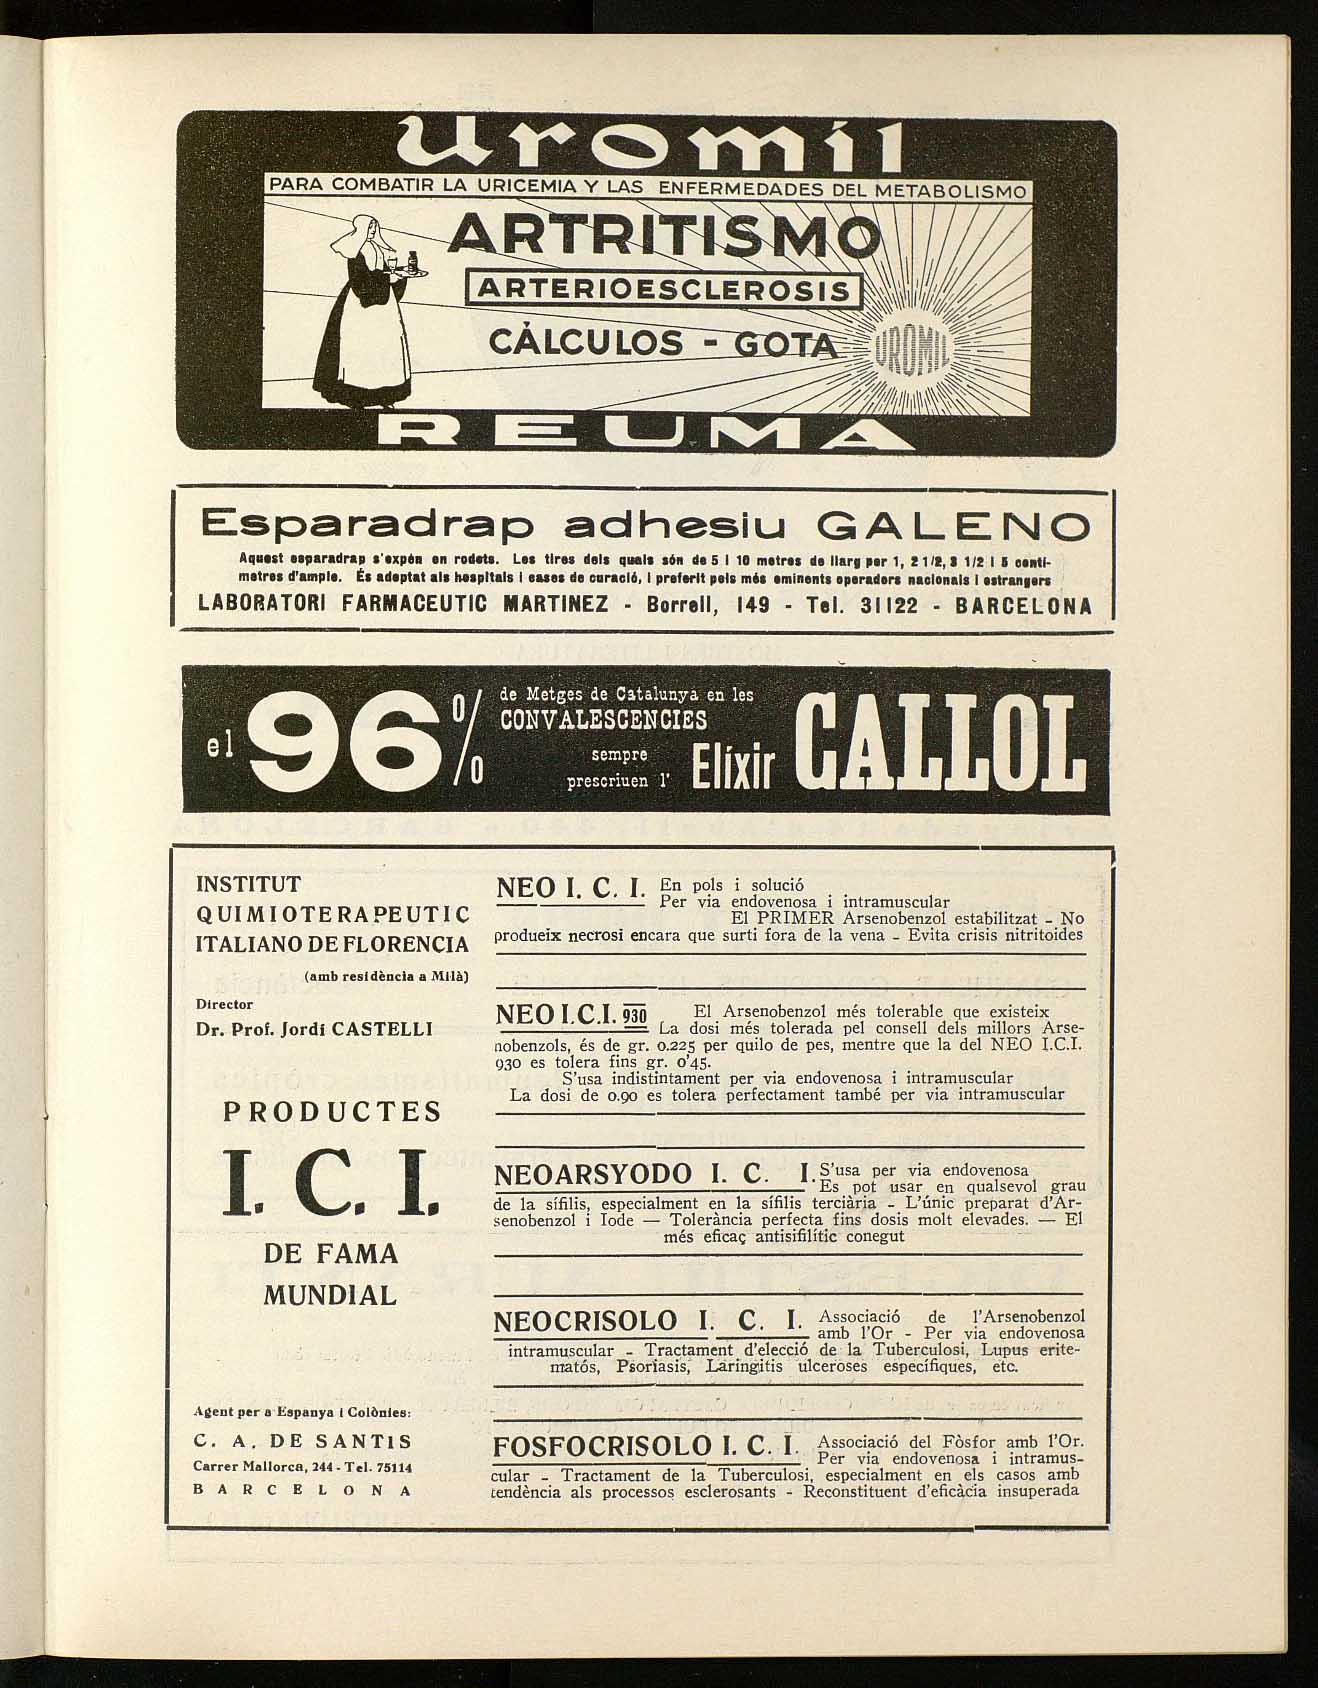 Uromil
PARA COMBATIR LA URICEMIA Y LAS ENFERMEDADES DEL METABOLISMO
ARTRITISMO
ARTERIOESCLEROSIS
CÀLCULOS - GOTA
UROMIL
REUMA
Esparadrap adhesiu GALENO
Aquest esparadrap s'expèn en rodets. Les tires dels quals són de 5 i 10 metres de llarg per 1, 2 1/2, 3 1/2 i 5 centí-
metres d'ample. És adoptat als hospitals i cases de curació, i preferit pels més eminents operadors nacionals i estrangers
LABORATORI FARMACEUTIC MARTINEZ - Borrell, 149 - Tel. 31122 - BARCELONA
el 96 %
de Metges de Catalunya en les
CONVALESCENCIES
sempre
prescriuen l'
Elíxir CALLOL
INSTITUT
QUIMIOTERAPEUTIC
ITALIANO DE FLORENCIA
(amb residència a Milà)
Director
Dr. Prof. Jordi CASTELLI
PRODUCTES
I. C. I.
DE FAMA
MUNDIAL
Agent per a Espanya i Colònies:
C. A. DE SANTIS
Carrer Mallorca, 244 - Tel. 75114
BARCELONA
NEO I. C. I. En pols i solució
Per via endovenosa i intramuscular
El PRIMER Arsenobenzol estabilitzat - No
produeix necrosi encara que surti fora de la vena - Evita crisis nitritoides
NEO I.C.I. 930 El Arsenobenzol més tolerable que existeix
La dosi més tolerada pel consell dels millors Arse-
nobenzols, és de gr. 0.225 per quilo de pes, mentre que la del NEO I.C.I.
930 es tolera fins gr. 0'45.
S'usa indistintament per via endovenosa i intramuscular
La dosi de 0.90 es tolera perfectament també per via intramuscular
NEOARSYODO I. C. I. S'usa per via endovenosa
Es pot usar en qualsevol grau
de la sífilis, especialment en la sífilis terciària - L'únic preparat d'Ar-
senobenzol i Iode — Tolerància perfecta fins dosis molt elevades. — El
més eficaç antisifilític conegut
NEOCRISOLO I. C. I. Associació de l'Arsenobenzol
amb l'Or - Per via endovenosa
intramuscular - Tractament d'elecció de la Tuberculosi, Lupus erite-
matós, Psoriasis, Laringitis ulceroses específiques, etc.
FOSFOCRISOLO I. C. I. Associació del Fòsfor amb l'Or.
Per via endovenosa i intramus-
cular - Tractament de la Tuberculosi, especialment en els casos amb
tendència als processos esclerosants - Reconstituent d'eficàcia insuperada